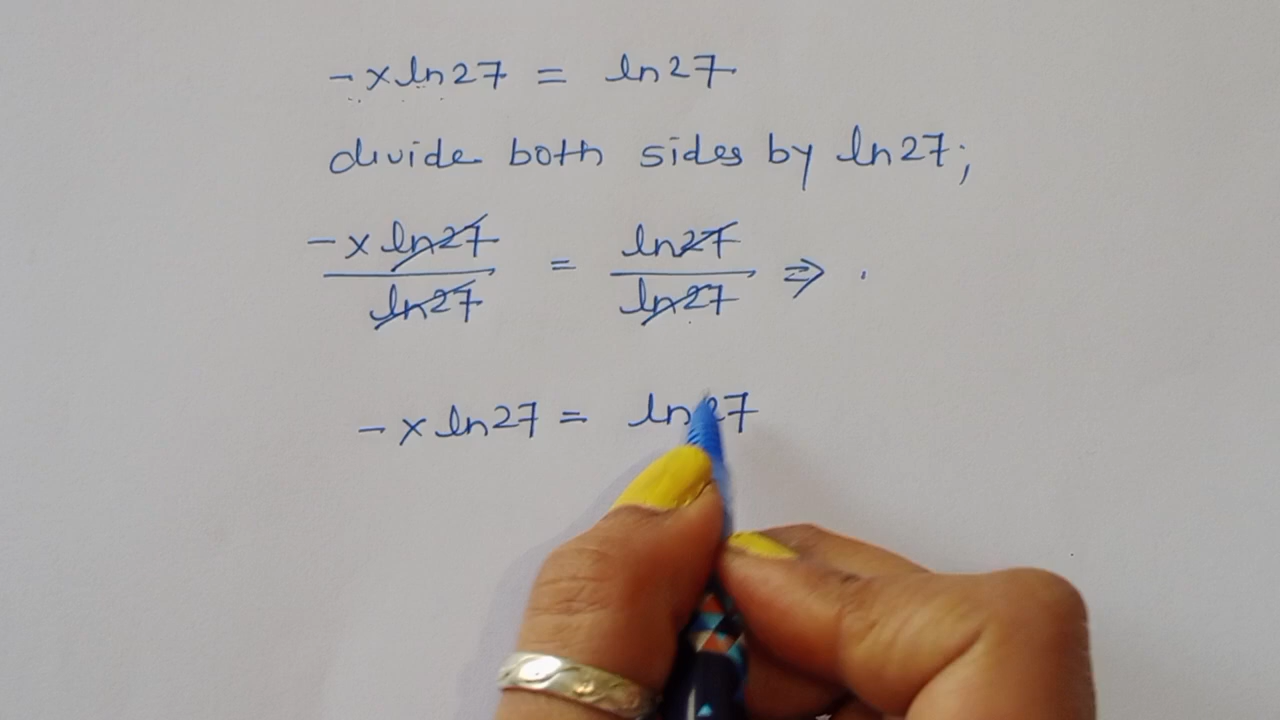 -x ln27 = ln27
divide both sides by ln27;
-x ln27 / ln27 = ln27 / ln27 ⇒ .
-x ln27 = ln27